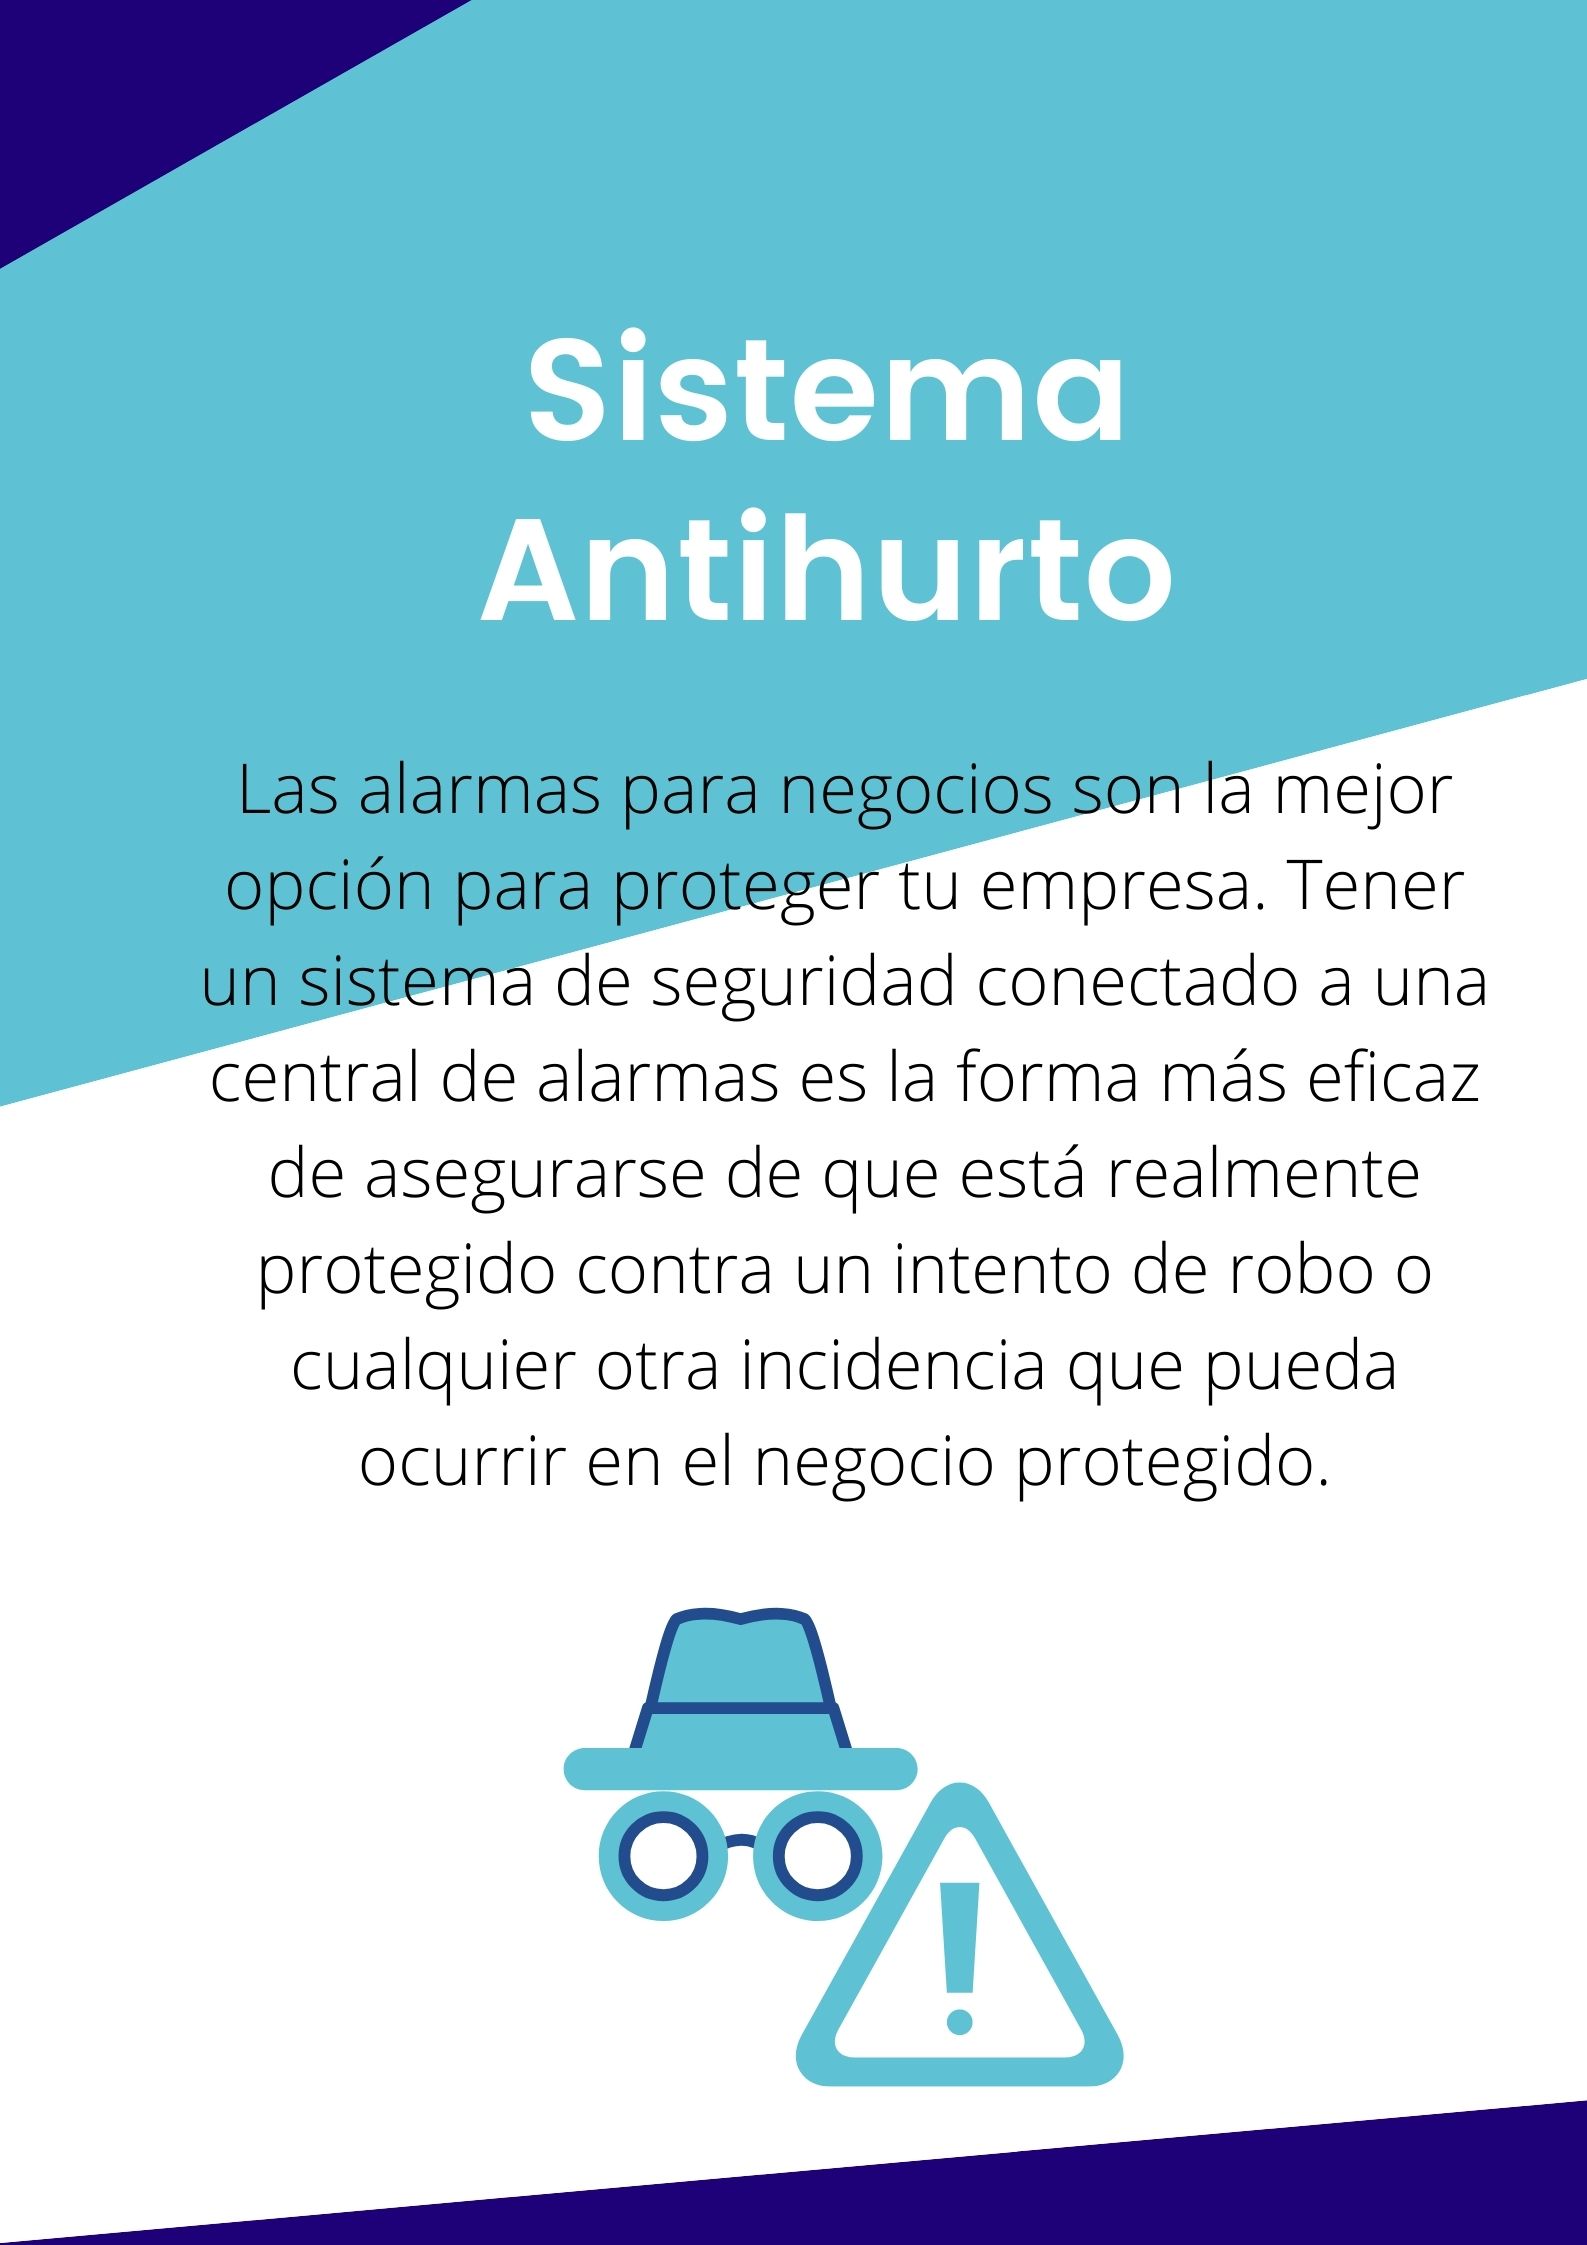 Sistema
Antihurto
Las alarmas para negocios son la mejor
opción para proteger tu empresa. Tener
un sistema de seguridad conectado a una
central de alarmas es la forma más eficaz
de asegurarse de que está realmente
protegido contra un intento de robo o
cualquier otra incidencia que pueda
ocurrir en el negocio protegido.
!